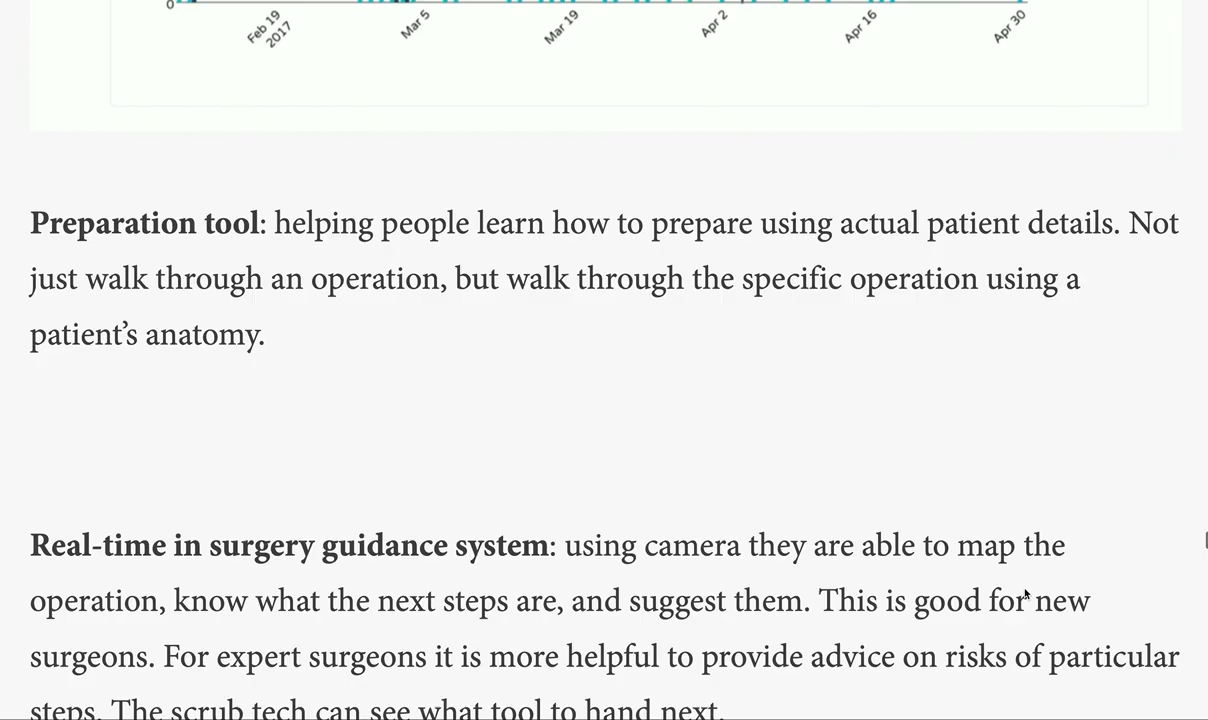 0
Feb 19
2017
Mar 5
Mar 19
Apr 2
Apr 16
Apr 30
Preparation tool: helping people learn how to prepare using actual patient details. Not
just walk through an operation, but walk through the specific operation using a
patient’s anatomy.
Real-time in surgery guidance system: using camera they are able to map the
operation, know what the next steps are, and suggest them. This is good for new
surgeons. For expert surgeons it is more helpful to provide advice on risks of particular
steps. The scrub tech can see what tool to hand next.